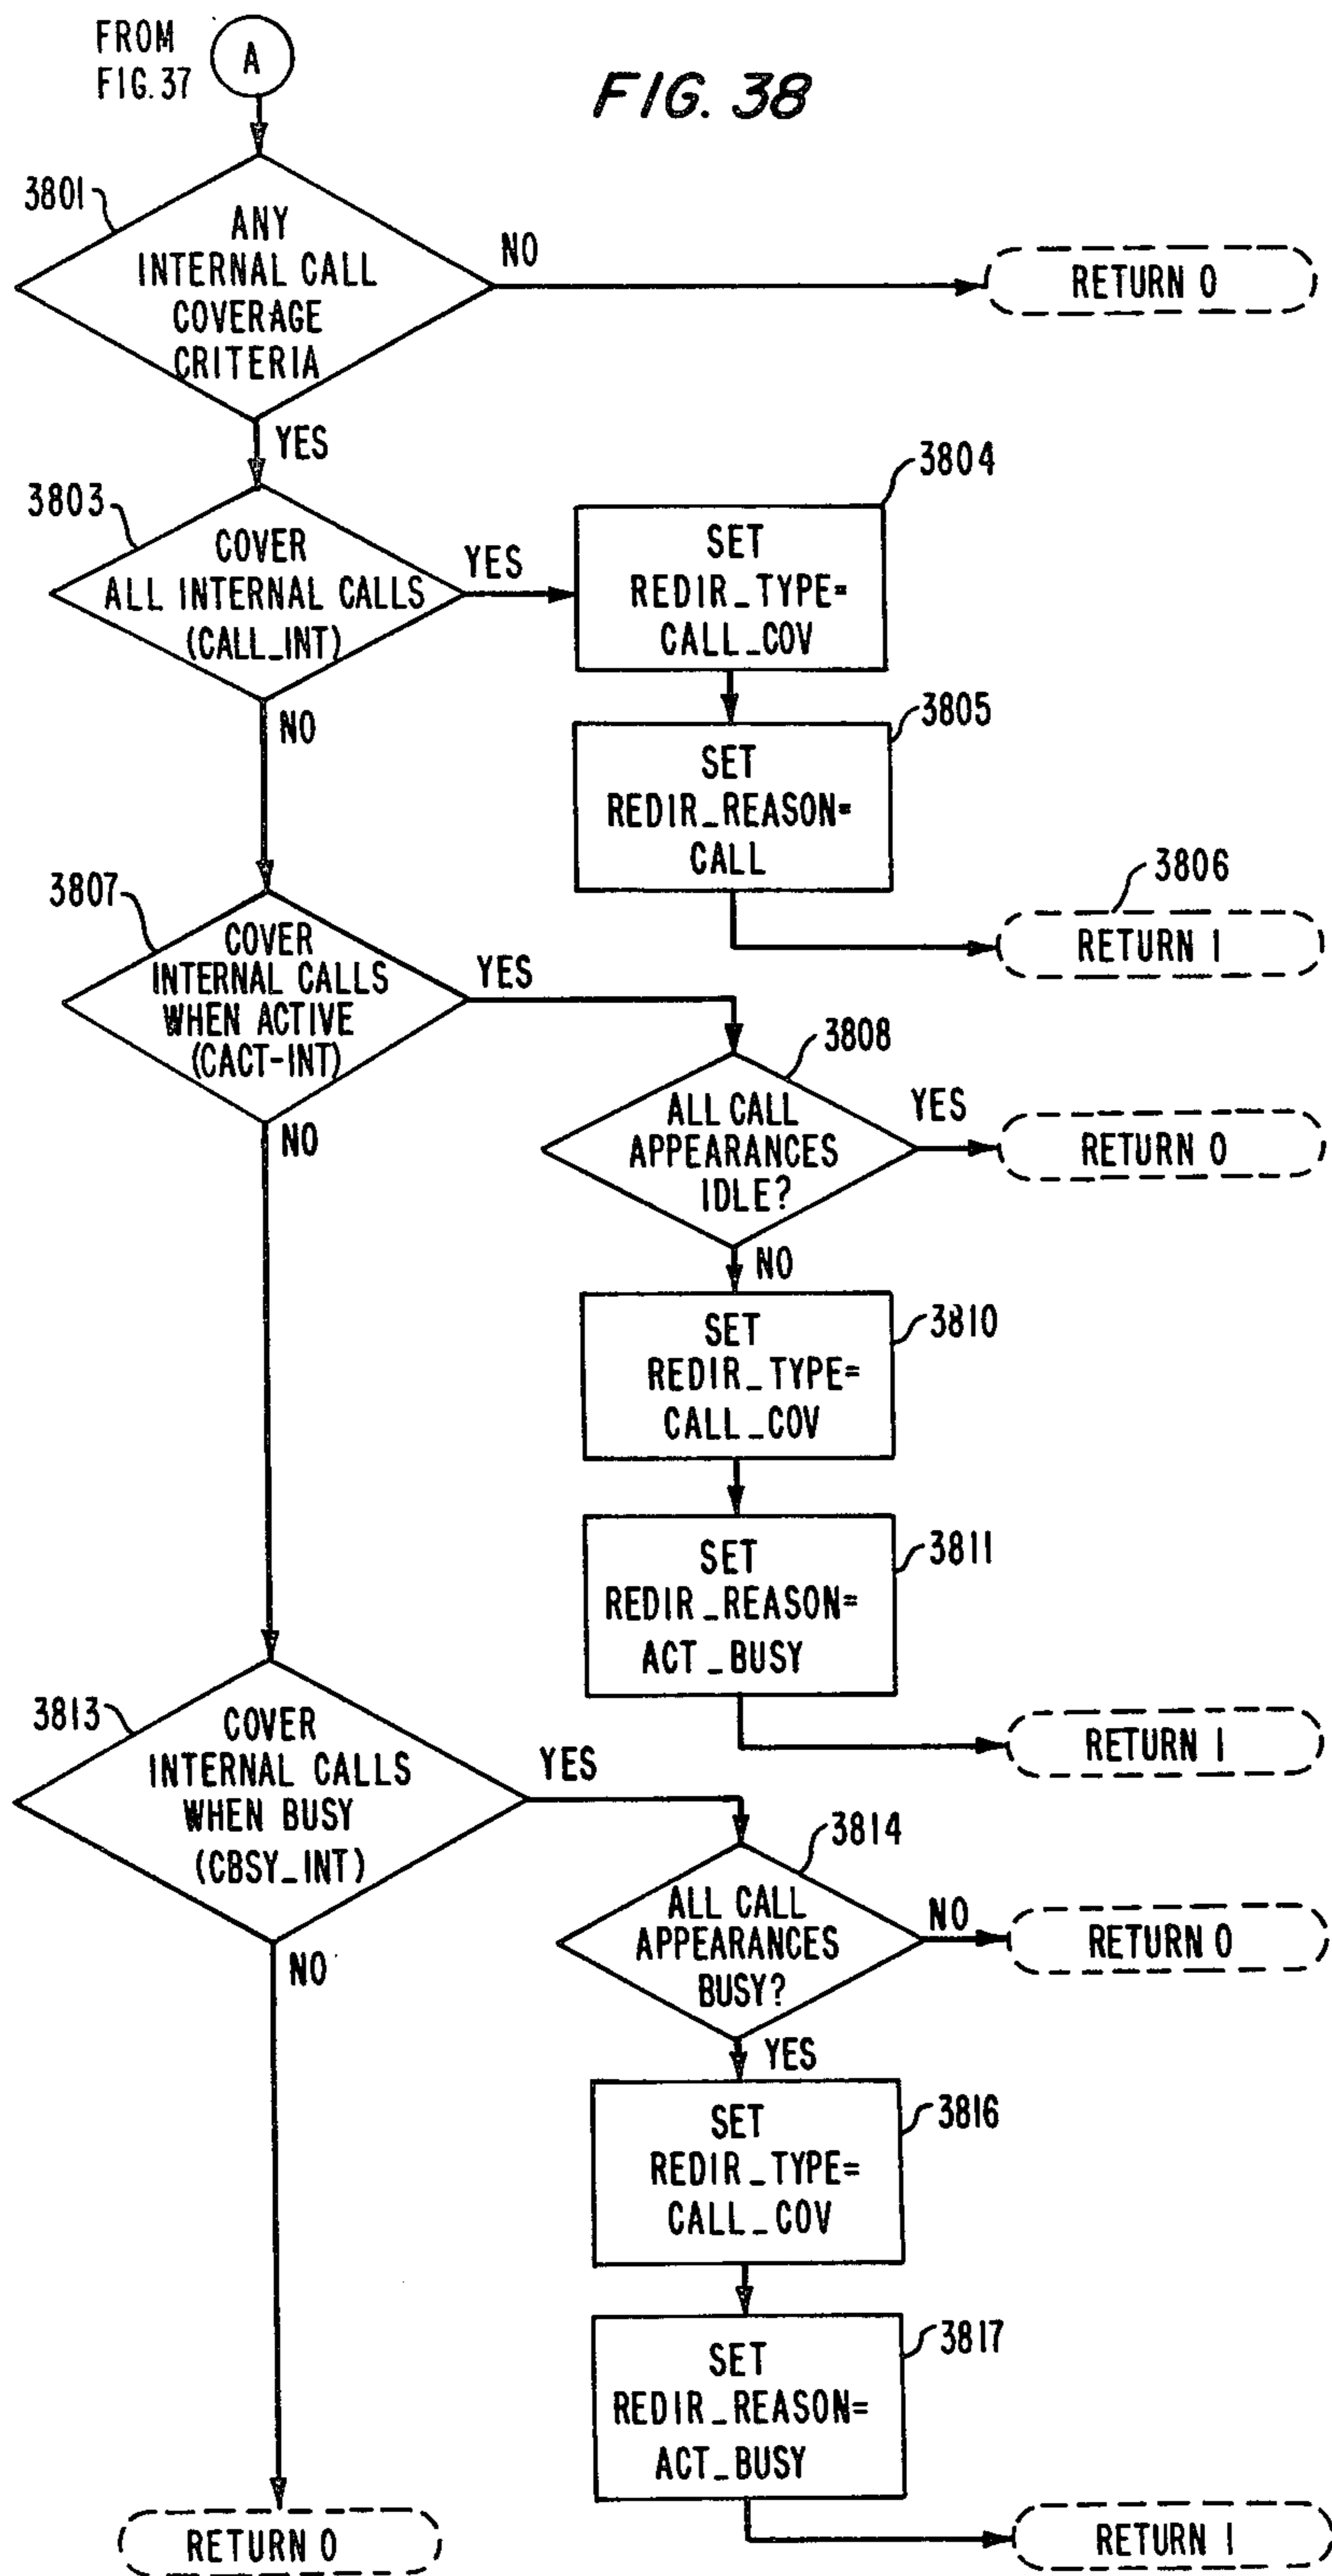 FROM
FIG. 37
A
FIG. 38
3801
ANY
INTERNAL CALL
COVERAGE
CRITERIA
NO
RETURN 0
YES
3803
COVER
ALL INTERNAL CALLS
(CALL_INT)
YES
3804
SET
REDIR_TYPE=
CALL_COV
NO
3805
SET
REDIR_REASON=
CALL
3806
RETURN 1
3807
COVER
INTERNAL CALLS
WHEN ACTIVE
(CACT-INT)
YES
3808
ALL CALL
APPEARANCES
IDLE?
YES
RETURN 0
NO
NO
3810
SET
REDIR_TYPE=
CALL_COV
3811
SET
REDIR_REASON=
ACT_BUSY
RETURN 1
3813
COVER
INTERNAL CALLS
WHEN BUSY
(CBSY_INT)
YES
3814
ALL CALL
APPEARANCES
BUSY?
NO
RETURN 0
NO
YES
3816
SET
REDIR_TYPE=
CALL_COV
3817
SET
REDIR_REASON=
ACT_BUSY
RETURN 0
RETURN 1